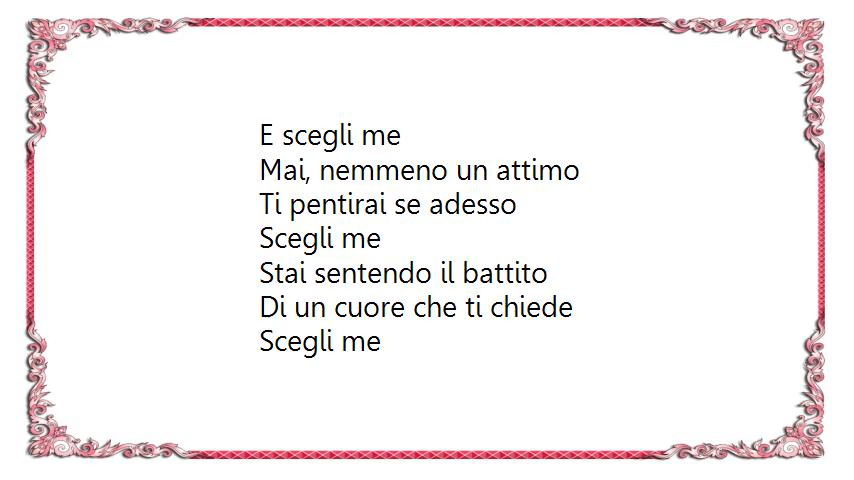 E scegli me
Mai, nemmeno un attimo
Ti pentirai se adesso
Scegli me
Stai sentendo il battito
Di un cuore che ti chiede
Scegli me